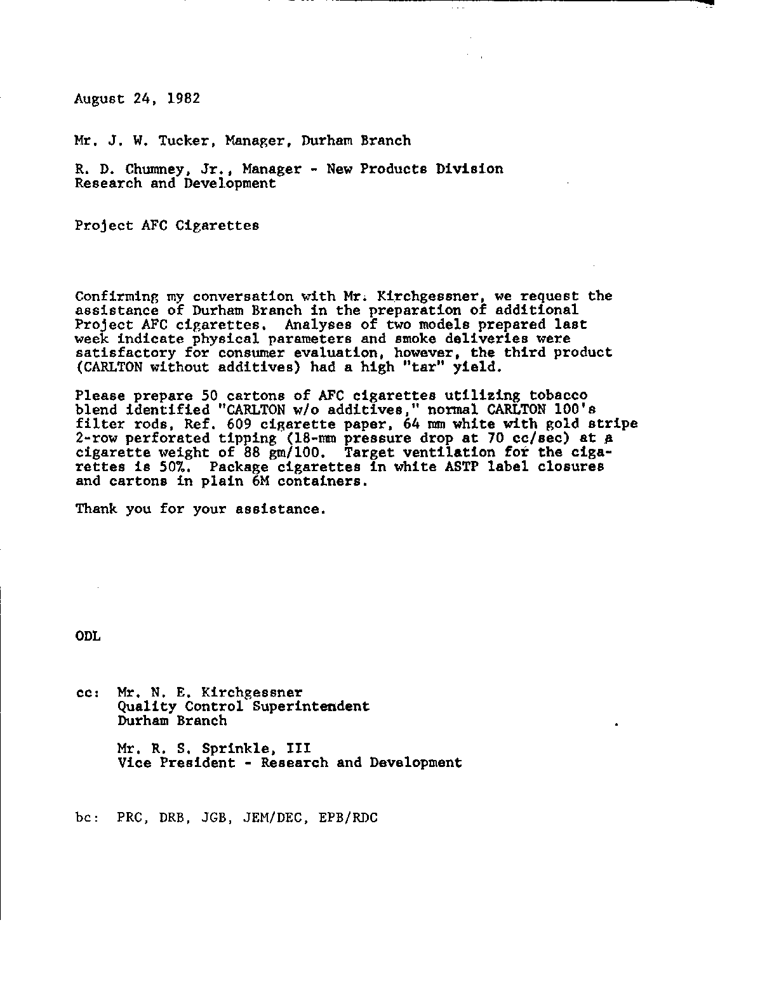 August 24, 1982
Mr. J. W. Tucker, Manager, Durham Branch
R. D. Chumney, Jr., Manager - New Products Division
Research and Development
Project AFC Cigarettes
Confirming my conversation with Mr. Kirchgessner, we request the
assistance of Durham Branch in the preparation of additional
Project AFC cigarettes. Analyses of two models prepared last
week indicate physical parameters and smoke deliveries were
satisfactory for consumer evaluation, however, the third product
(CARLTON without additives) had a high "tar" yield.
Please prepare 50 cartons of AFC cigarettes utilizing tobacco
blend identified "CARLTON w/o additives," normal CARLTON 100's
filter rods, Ref. 609 cigarette paper, 64 mm white with gold stripe
2-row perforated tipping (18-mm pressure drop at 70 cc/sec) at a
cigarette weight of 88 gm/100. Target ventilation for the ciga-
rettes is 50%. Package cigarettes in white ASTP label closures
and cartons in plain 6M containers.
Thank you for your assistance.
ODL
cc: Mr. N. E. Kirchgessner
Quality Control Superintendent
Durham Branch
Mr. R. S. Sprinkle, III
Vice President - Research and Development
bc: PRC, DRB, JGB, JEM/DEC, EPB/RDC